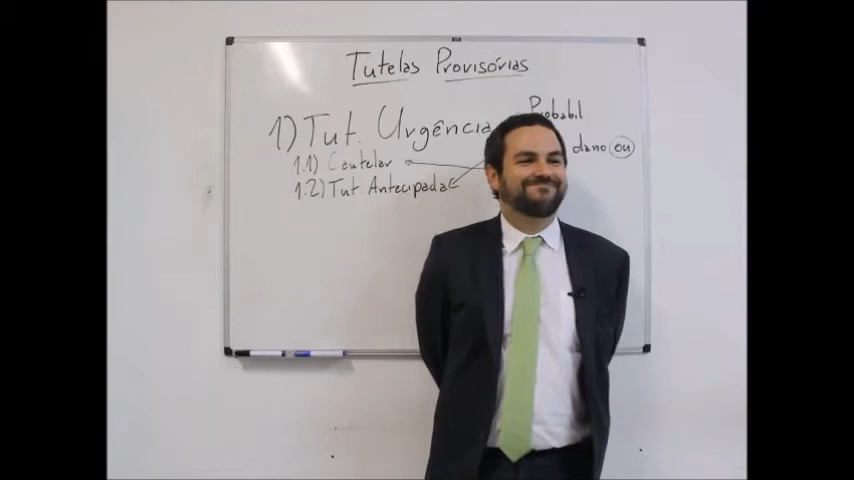 Tutelas Provisórias
1) Tut. Urgência
Probabil
dano ou
1.1) Cautelar
1.2) Tut Antecipada